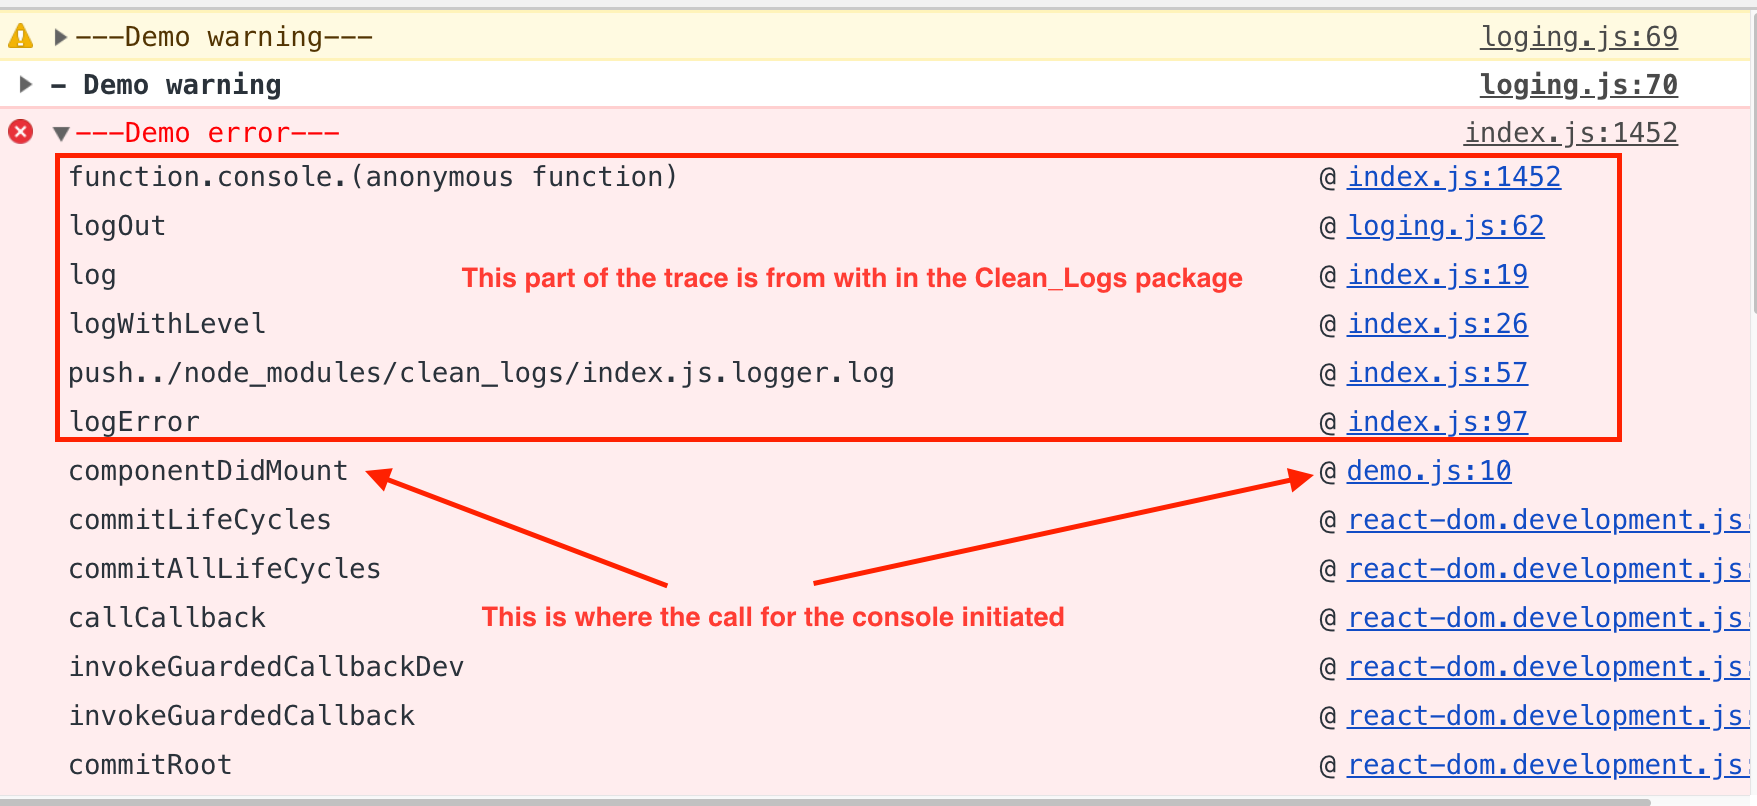 ---Demo warning--- loging.js:69
– Demo warning loging.js:70
---Demo error--- index.js:1452
function.console.(anonymous function) @ index.js:1452
logOut @ loging.js:62
log @ index.js:19
This part of the trace is from with in the Clean_Logs package
logWithLevel @ index.js:26
push../node_modules/clean_logs/index.js.logger.log @ index.js:57
logError @ index.js:97
componentDidMount @ demo.js:10
commitLifeCycles @ react-dom.development.js:
commitAllLifeCycles @ react-dom.development.js:
callCallback @ react-dom.development.js:
This is where the call for the console initiated
invokeGuardedCallbackDev @ react-dom.development.js:
invokeGuardedCallback @ react-dom.development.js:
commitRoot @ react-dom.development.js: